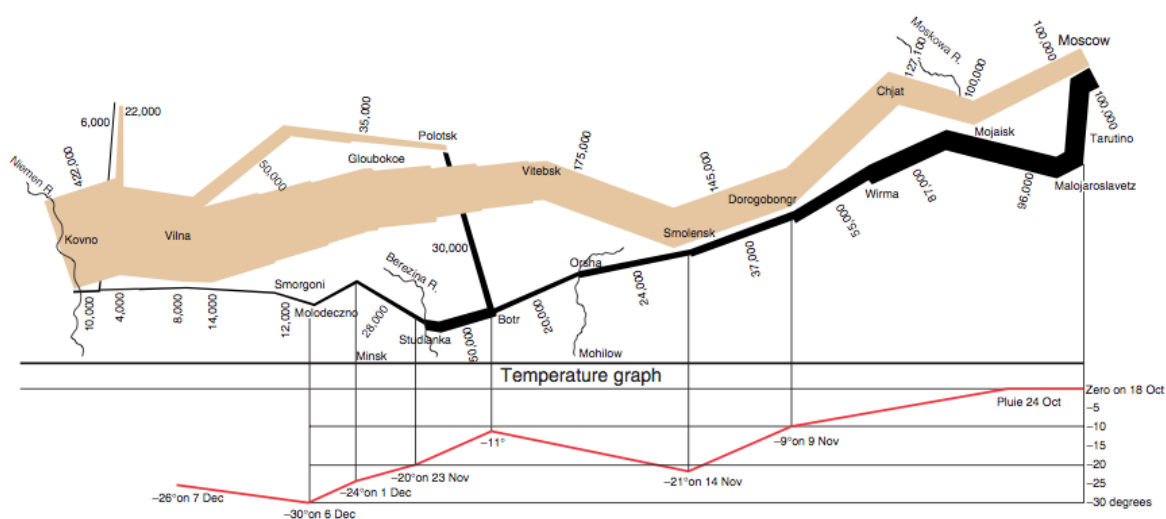 Moscow
100,000
Moskowa R.
127,100
100,000
Chjat
Mojaisk
100,000
Tarutino
Malojaroslavetz
22,000
6,000
35,000
Polotsk
Gloubokoe
50,000
Vitebsk
175,000
145,000
Dorogobongr
Wirma
87,000
96,000
55,000
Niemen R.
422,000
Kovno
Vilna
Smolensk
37,000
30,000
Orsha
24,000
Berezina R.
Smorgoni
Molodeczno
10,000
4,000
8,000
14,000
12,000
28,000
Minsk
Studianka
50,000
Botr
20,000
Mohilow
Temperature graph
Zero on 18 Oct
Pluie 24 Oct
–5
–10
–15
–20
–25
–30 degrees
–9°on 9 Nov
–11°
–21°on 14 Nov
–20°on 23 Nov
–24°on 1 Dec
–26°on 7 Dec
–30°on 6 Dec